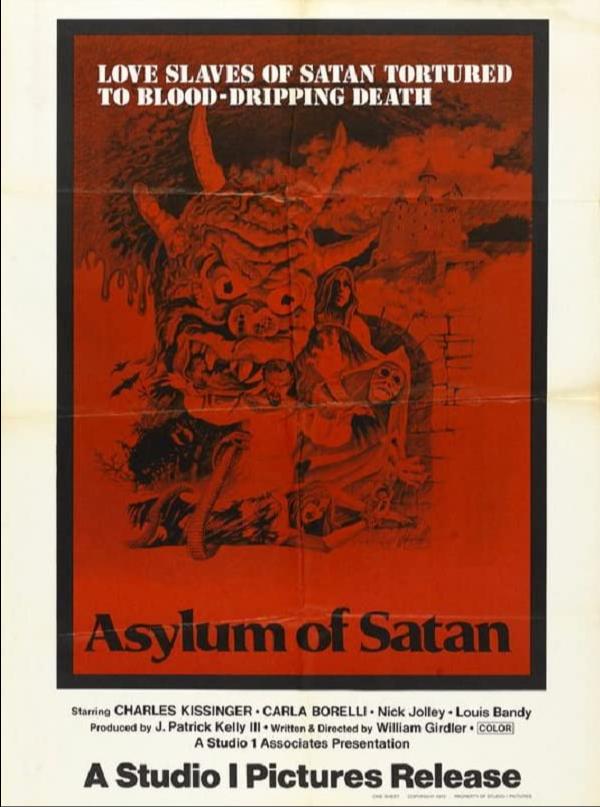 LOVE SLAVES OF SATAN TORTURED
TO BLOOD-DRIPPING DEATH
Asylum of Satan
Starring CHARLES KISSINGER • CARLA BORELLI • Nick Jolley • Louis Bandy
Produced by J. Patrick Kelly III • Written & Directed by William Girdler • COLOR
A Studio 1 Associates Presentation
A Studio I Pictures Release